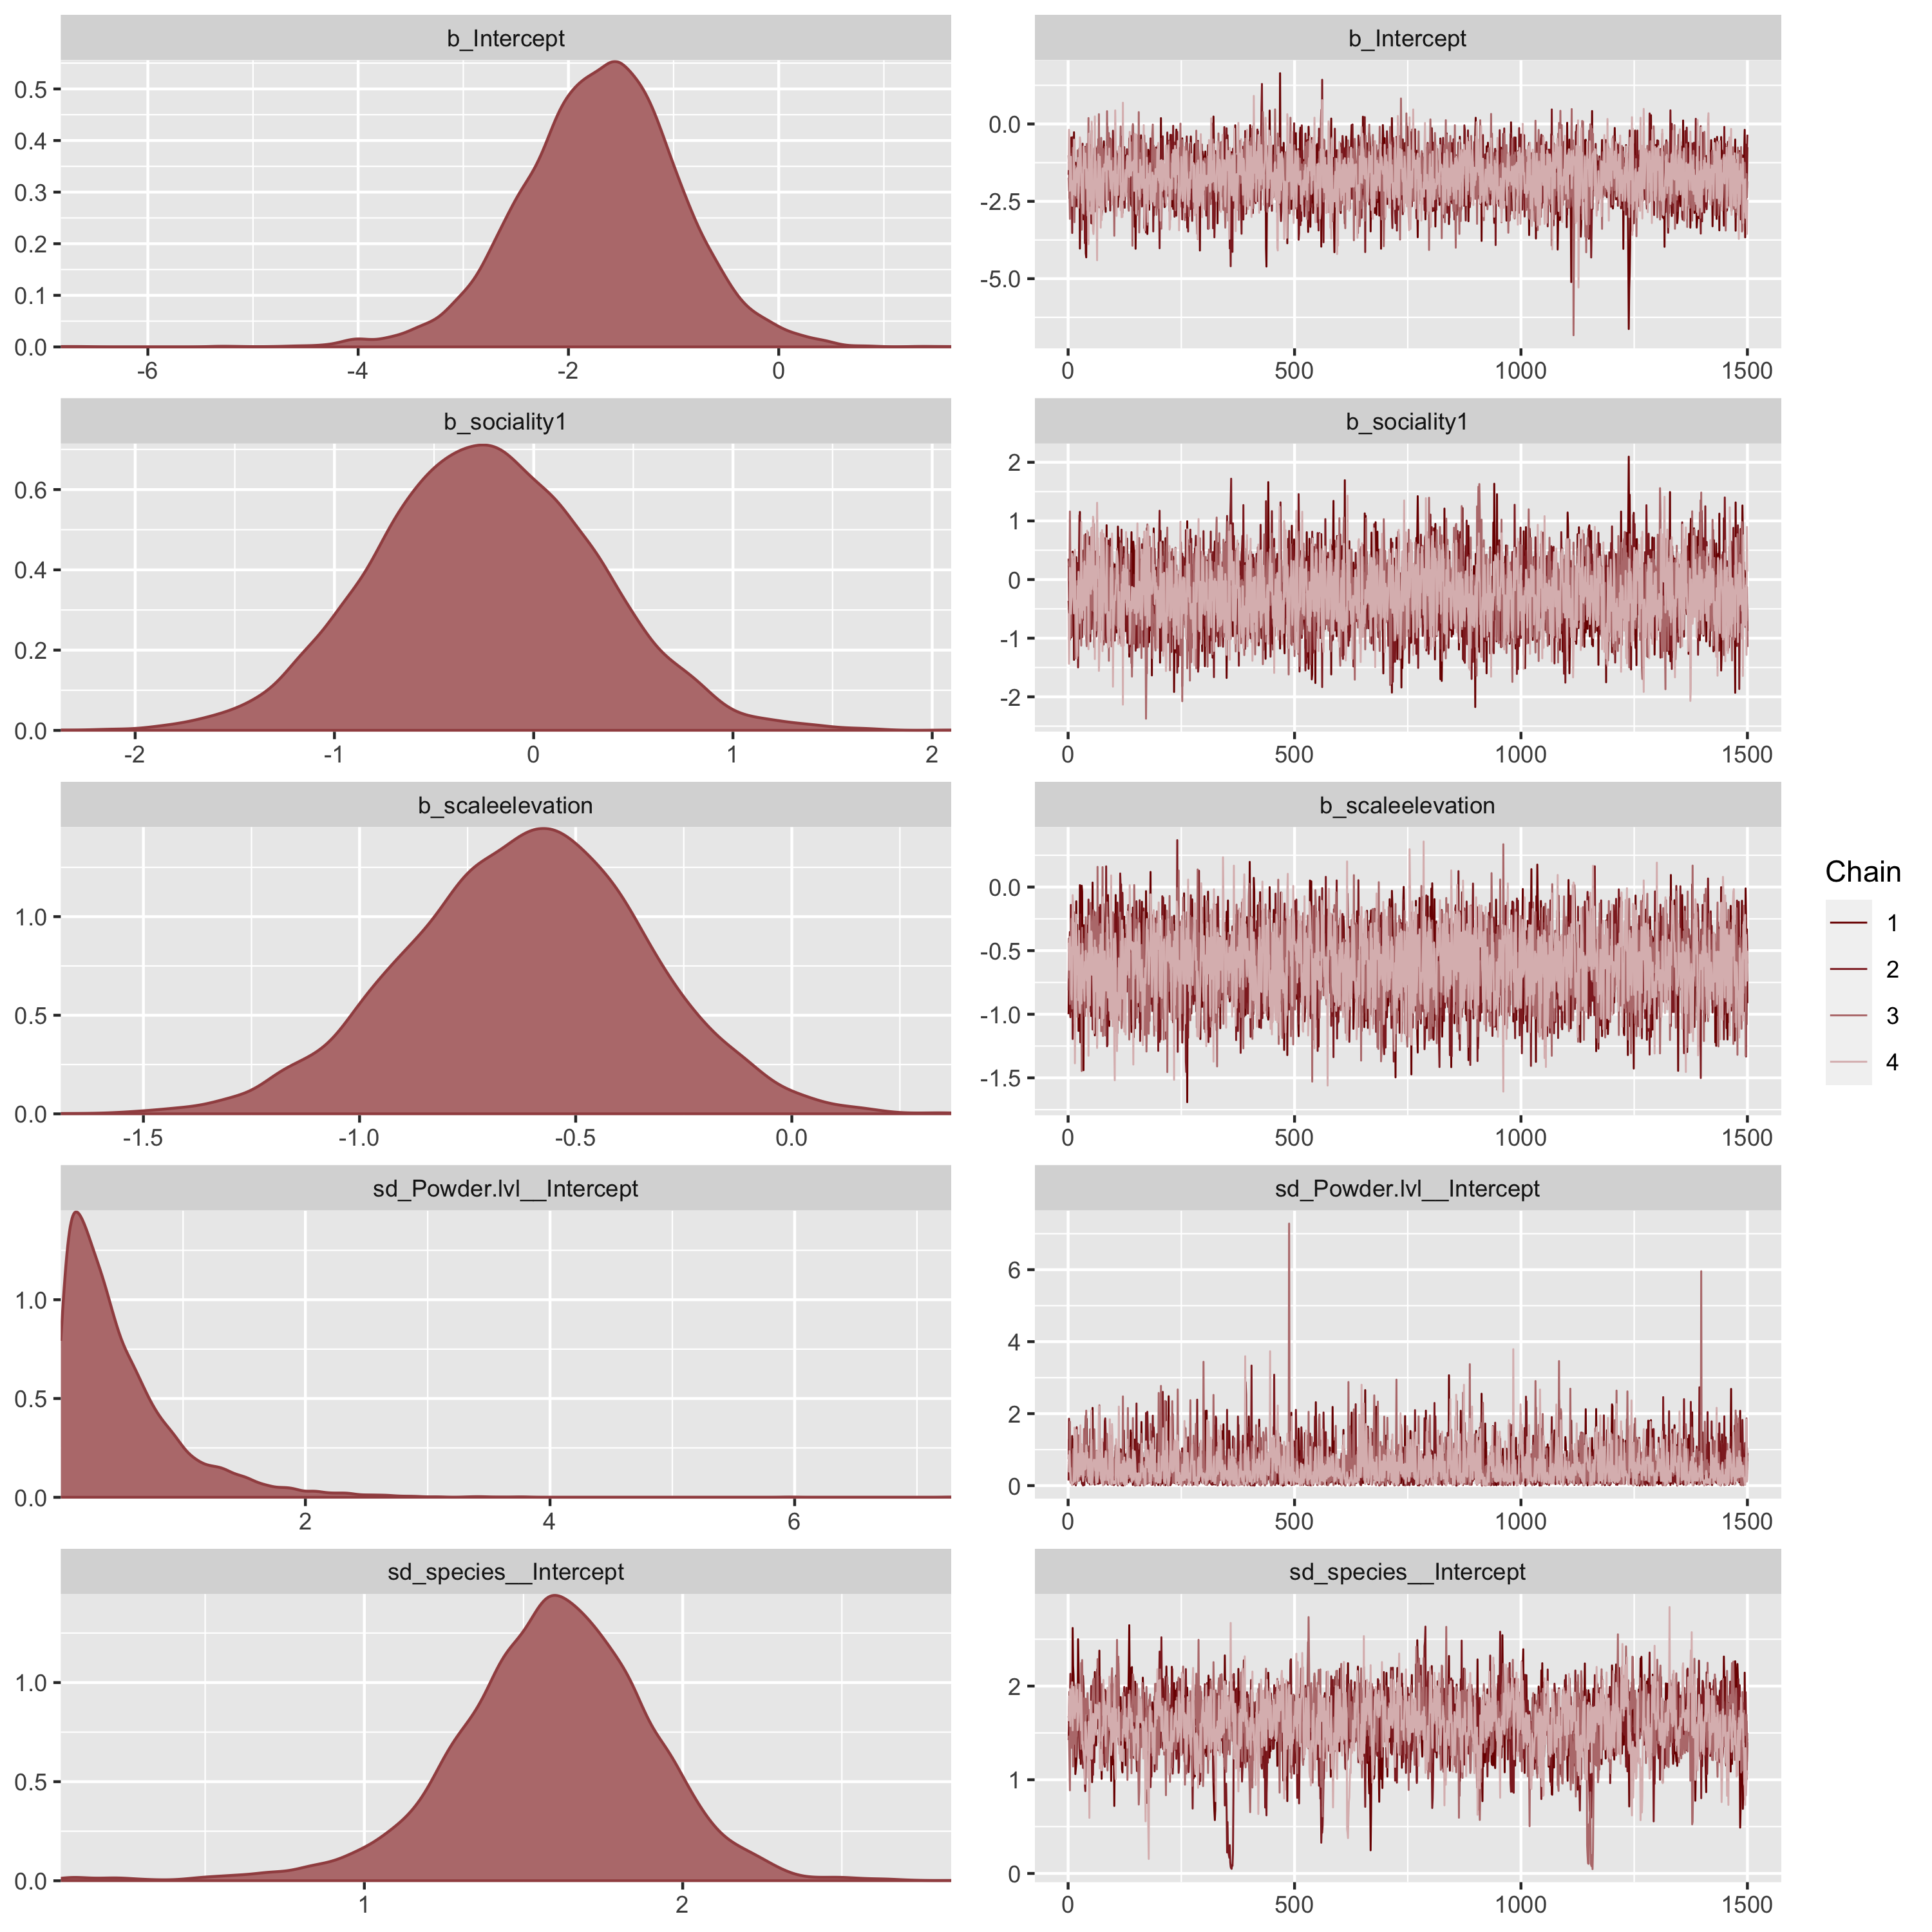 b_Intercept
0.5
0.4
0.3
0.2
0.1
0.0
-6 -4 -2 0
b_Intercept
0.0
-2.5
-5.0
0 500 1000 1500
b_sociality1
0.6
0.4
0.2
0.0
-2 -1 0 1 2
b_sociality1
2
1
0
-1
-2
0 500 1000 1500
b_scaleelevation
1.0
0.5
0.0
-1.5 -1.0 -0.5 0.0
b_scaleelevation
0.0
-0.5
-1.0
-1.5
0 500 1000 1500
sd_Powder.lvl__Intercept
1.0
0.5
0.0
2 4 6
sd_Powder.lvl__Intercept
6
4
2
0
0 500 1000 1500
sd_species__Intercept
1.0
0.5
0.0
1 2
sd_species__Intercept
2
1
0
0 500 1000 1500
Chain
1
2
3
4